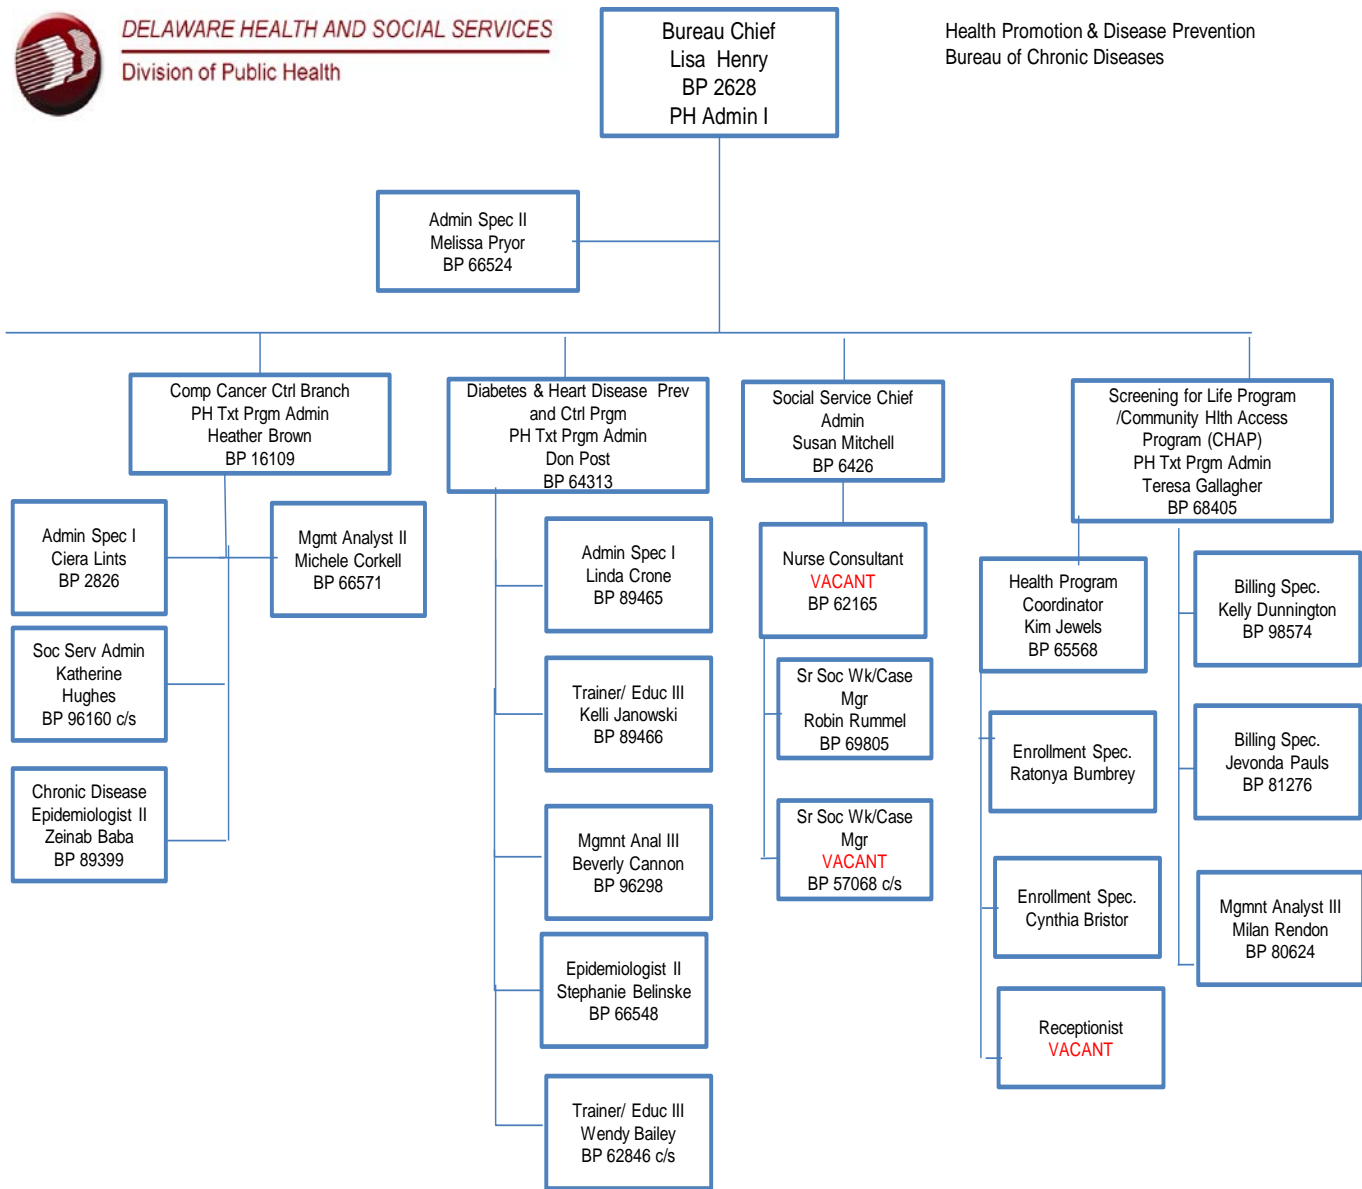 DELAWARE HEALTH AND SOCIAL SERVICES
Division of Public Health
Bureau Chief
Lisa Henry
BP 2628
PH Admin I
Health Promotion & Disease Prevention
Bureau of Chronic Diseases
Admin Spec II
Melissa Pryor
BP 66524
Comp Cancer Ctrl Branch
PH Txt Prgm Admin
Heather Brown
BP 16109
Admin Spec I
Ciera Lints
BP 2826
Mgmt Analyst II
Michele Corkell
BP 66571
Soc Serv Admin
Katherine
Hughes
BP 96160 c/s
Chronic Disease
Epidemiologist II
Zeinab Baba
BP 89399
Diabetes & Heart Disease Prev
and Ctrl Prgm
PH Txt Prgm Admin
Don Post
BP 64313
Admin Spec I
Linda Crone
BP 89465
Trainer/ Educ III
Kelli Janowski
BP 89466
Mgmnt Anal III
Beverly Cannon
BP 96298
Epidemiologist II
Stephanie Belinske
BP 66548
Trainer/ Educ III
Wendy Bailey
BP 62846 c/s
Social Service Chief
Admin
Susan Mitchell
BP 6426
Nurse Consultant
VACANT
BP 62165
Sr Soc Wk/Case
Mgr
Robin Rummel
BP 69805
Sr Soc Wk/Case
Mgr
VACANT
BP 57068 c/s
Screening for Life Program
/Community Hlth Access
Program (CHAP)
PH Txt Prgm Admin
Teresa Gallagher
BP 68405
Health Program
Coordinator
Kim Jewels
BP 65568
Enrollment Spec.
Ratonya Bumbrey
Enrollment Spec.
Cynthia Bristor
Receptionist
VACANT
Billing Spec.
Kelly Dunnington
BP 98574
Billing Spec.
Jevonda Pauls
BP 81276
Mgmnt Analyst III
Milan Rendon
BP 80624